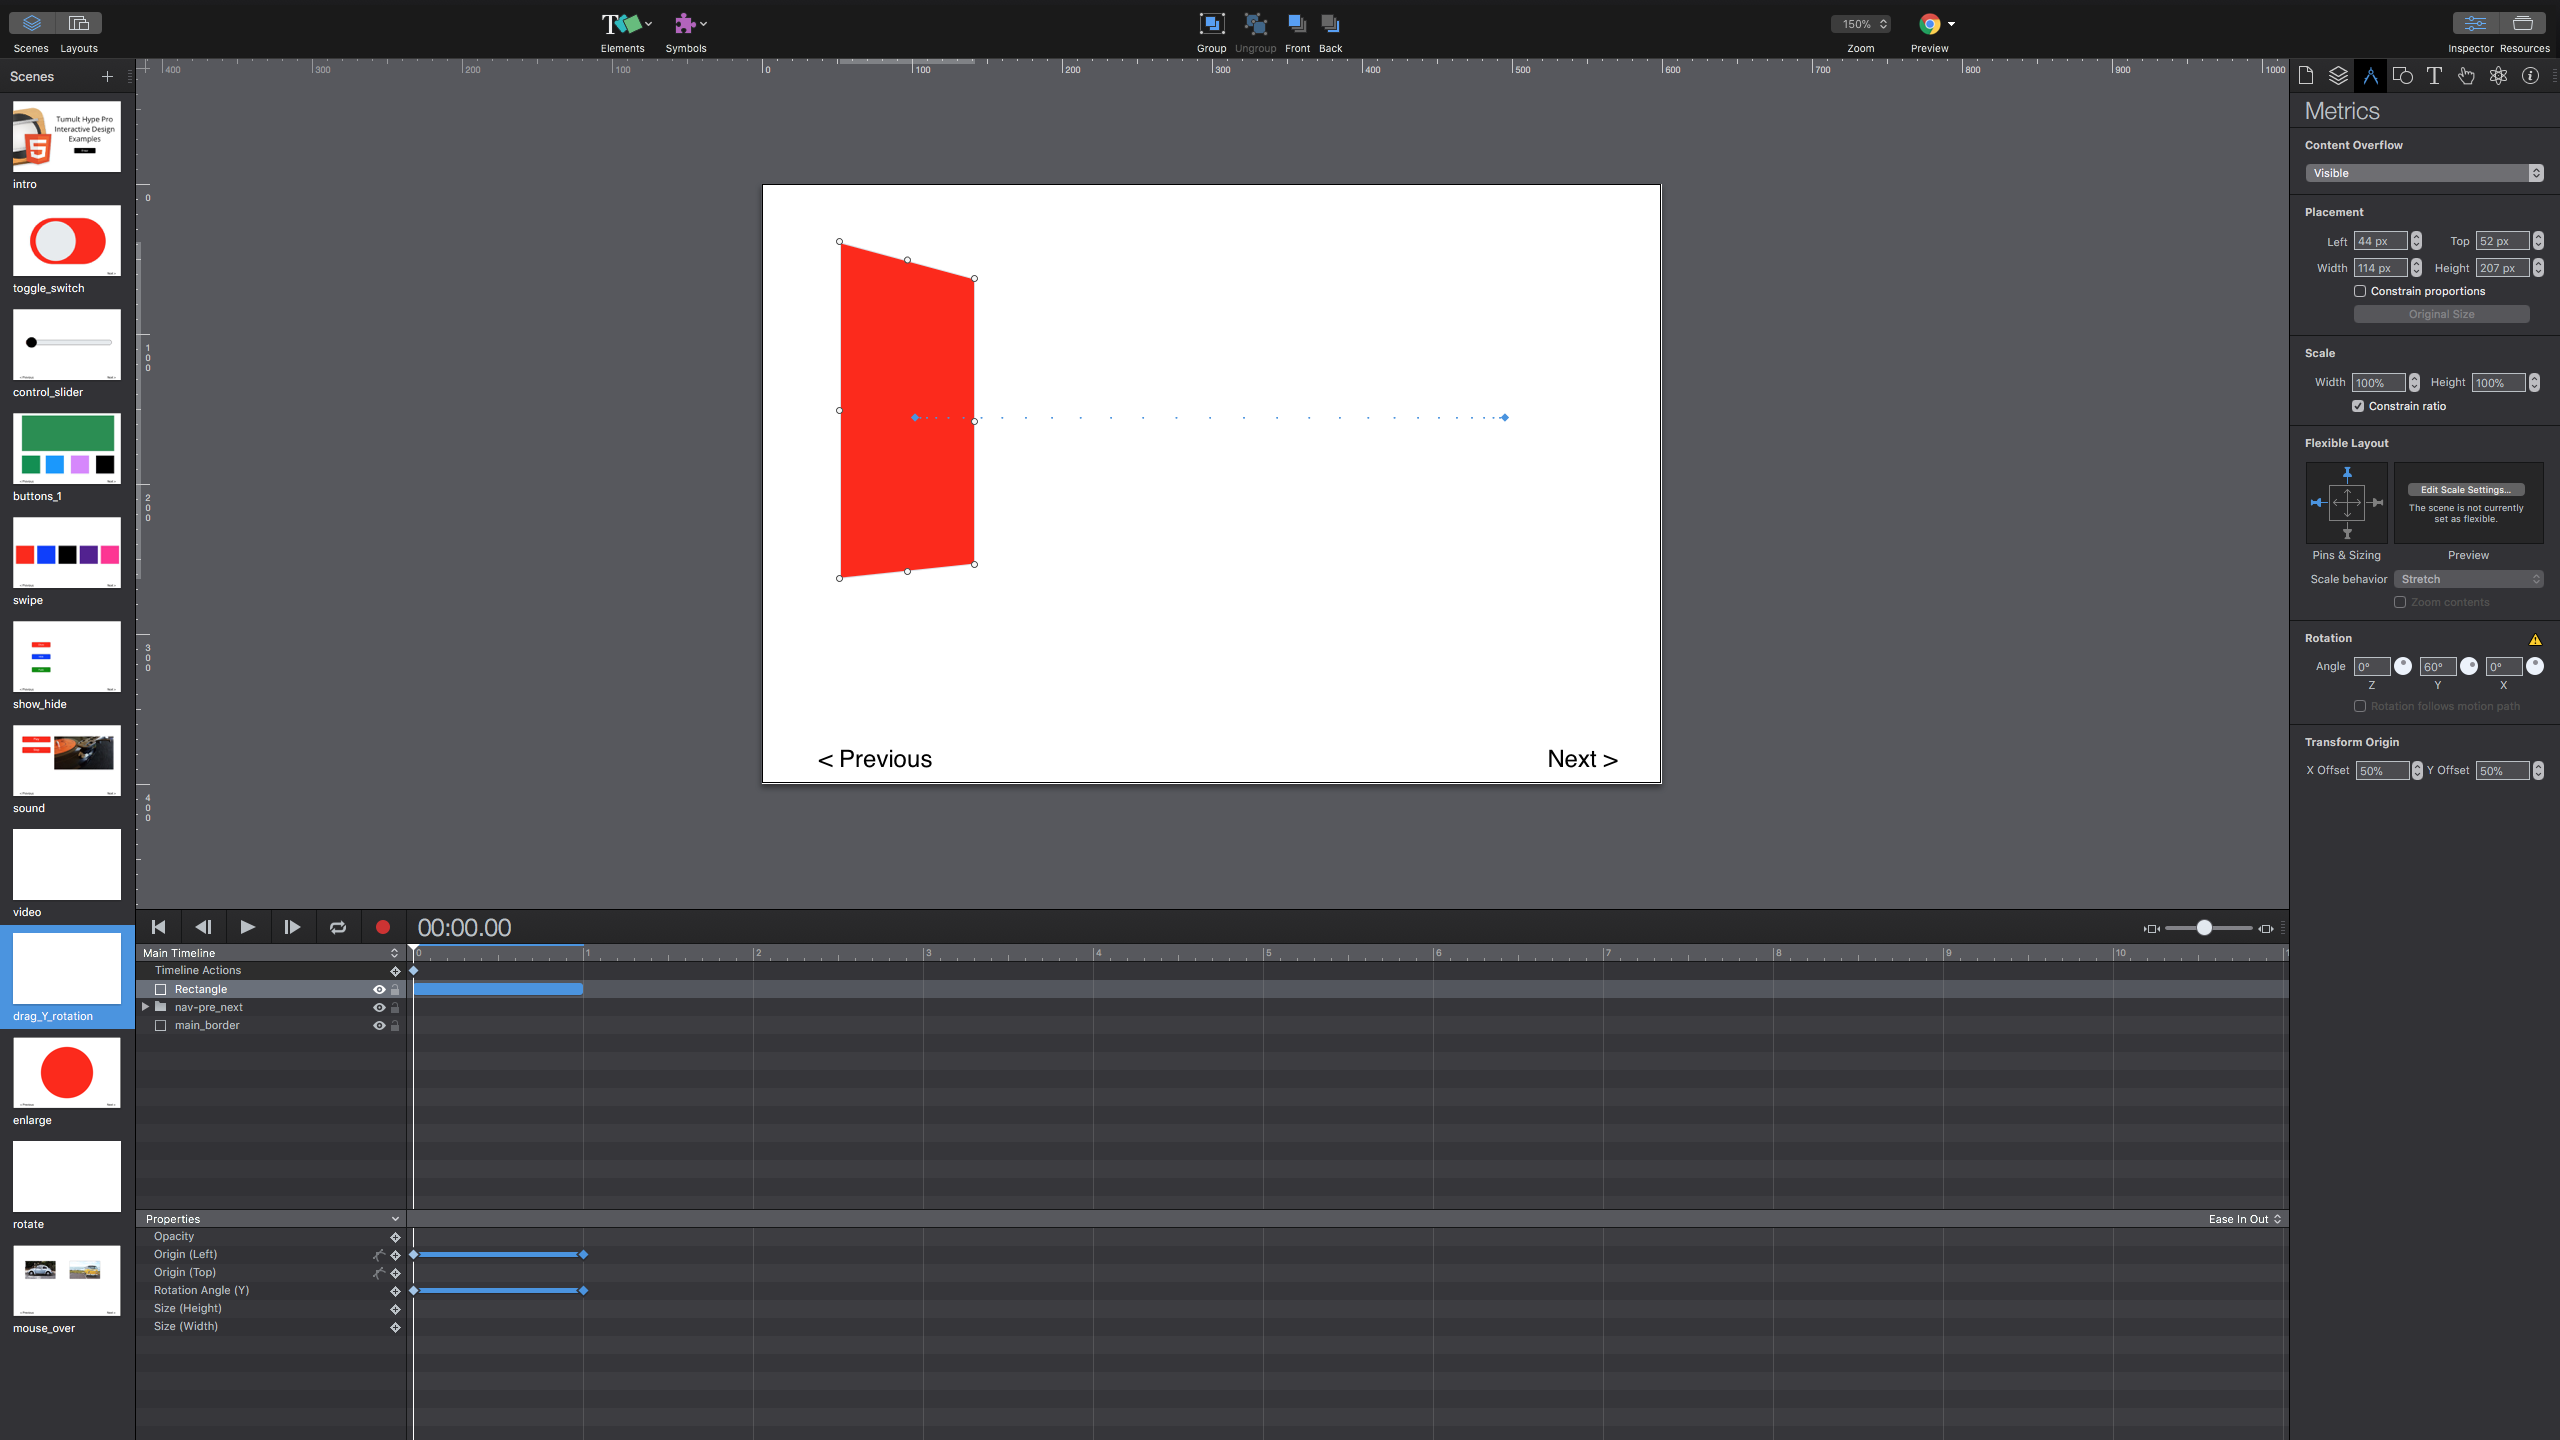 150%
Scenes Layouts Elements Symbols Group Ungroup Front Back Zoom Preview Inspector Resources
Scenes
400 300 200 100 0 100 200 300 400 500 600 700 800 900 1000
Tumult Hype Pro
Interactive Design
Examples
intro
toggle_switch
control_slider
buttons_1
swipe
show_hide
sound
video
drag_Y_rotation
enlarge
rotate
mouse_over
0
100
200
300
400
< Previous Next >
Metrics
Content Overflow
Visible
Placement
Left 44 px Top 52 px
Width 114 px Height 207 px
Constrain proportions
Original Size
Scale
Width 100% Height 100%
Constrain ratio
Flexible Layout
Edit Scale Settings...
The scene is not currently
set as flexible.
Pins & Sizing Preview
Scale behavior Stretch
Zoom contents
Rotation
Angle 0° 60° 0°
Z Y X
Rotation follows motion path
Transform Origin
X Offset 50% Y Offset 50%
00:00.00
Main Timeline 0 1 2 3 4 5 6 7 8 9 10
Timeline Actions
Rectangle
nav-pre_next
main_border
Properties Ease In Out
Opacity
Origin (Left)
Origin (Top)
Rotation Angle (Y)
Size (Height)
Size (Width)